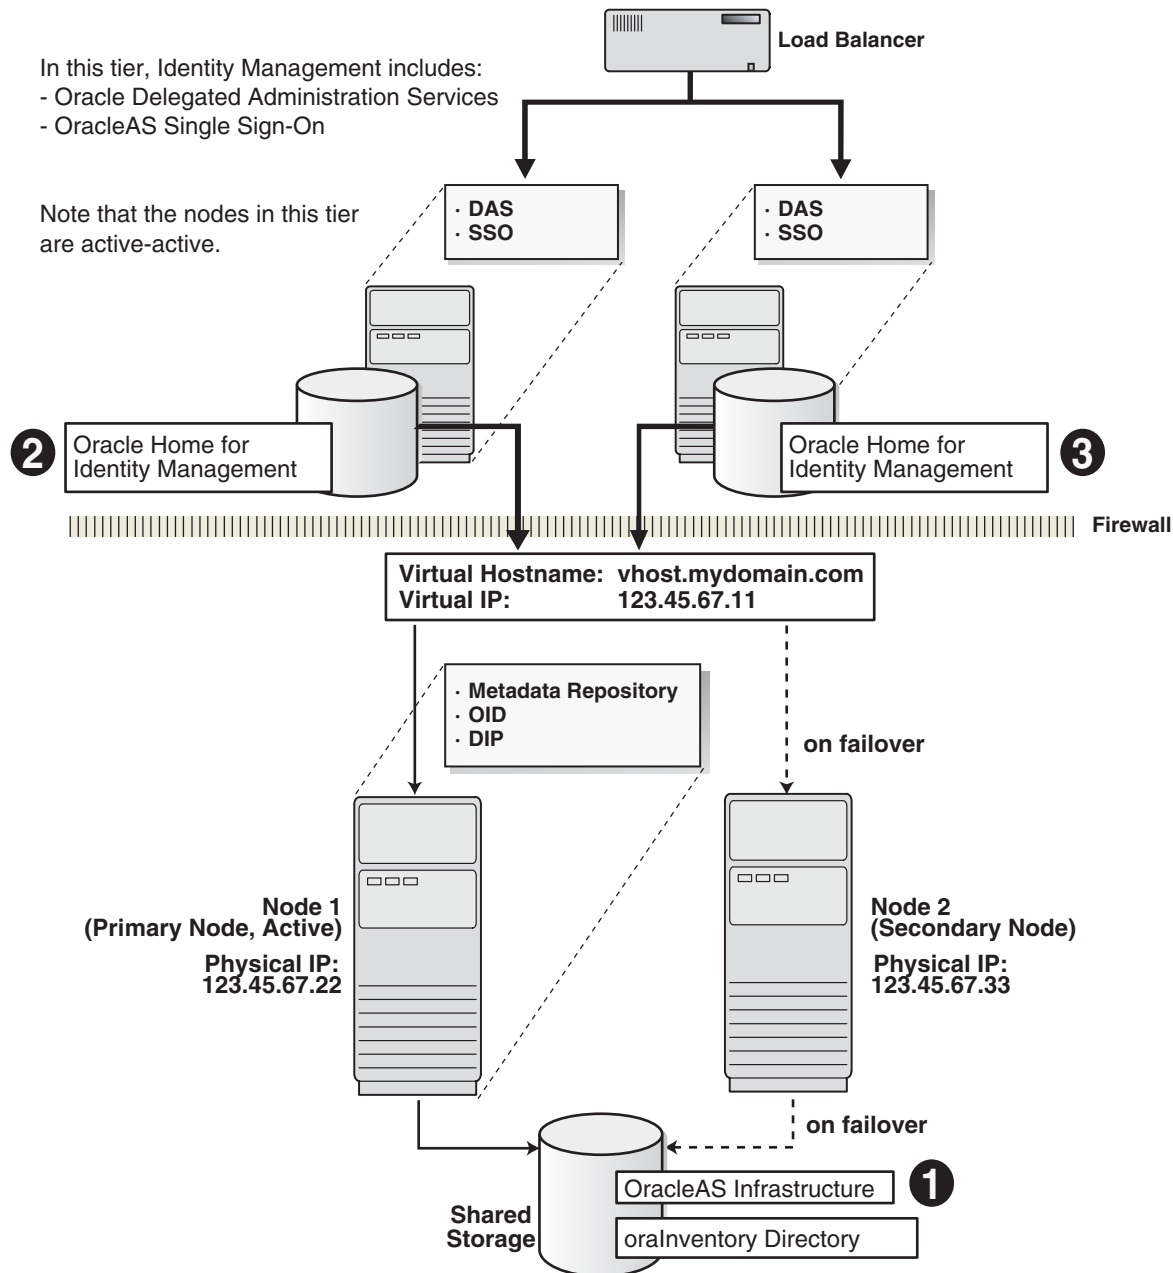 Load Balancer
In this tier, Identity Management includes:
- Oracle Delegated Administration Services
- OracleAS Single Sign-On
Note that the nodes in this tier
are active-active.
· DAS
· SSO
· DAS
· SSO
2
Oracle Home for
Identity Management
Oracle Home for
Identity Management
3
Firewall
Virtual Hostname: vhost.mydomain.com
Virtual IP: 123.45.67.11
· Metadata Repository
· OID
· DIP
on failover
Node 1
(Primary Node, Active)
Physical IP:
123.45.67.22
Node 2
(Secondary Node)
Physical IP:
123.45.67.33
on failover
OracleAS Infrastructure
1
Shared
Storage
oraInventory Directory